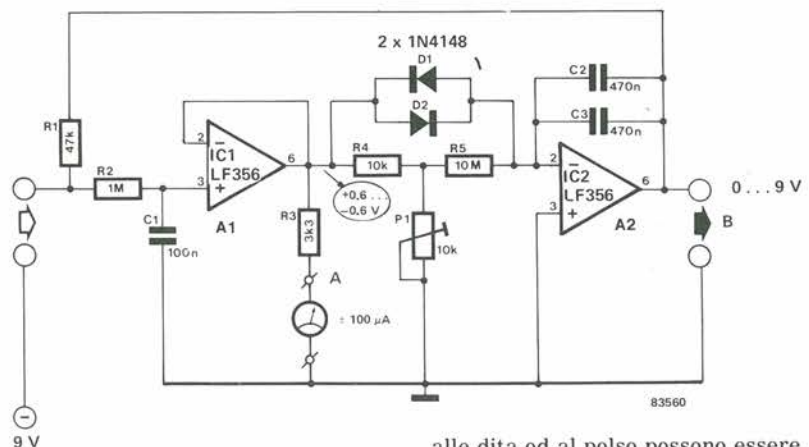 2 x 1N4148
D1
D2
C2
470n
C3
470n
R1
47k
R2
1M
2
−
IC1
LF356
3
+
6
A1
C1
100n
R3
3k3
+0,6 ...
−0.6 V
R4
10k
R5
10M
P1
10k
2
−
IC2
LF356
3
+
6
A2
0 ... 9 V
B
A
÷ 100 µA
83560
−
9 V
alle dita ed al polso possono essere